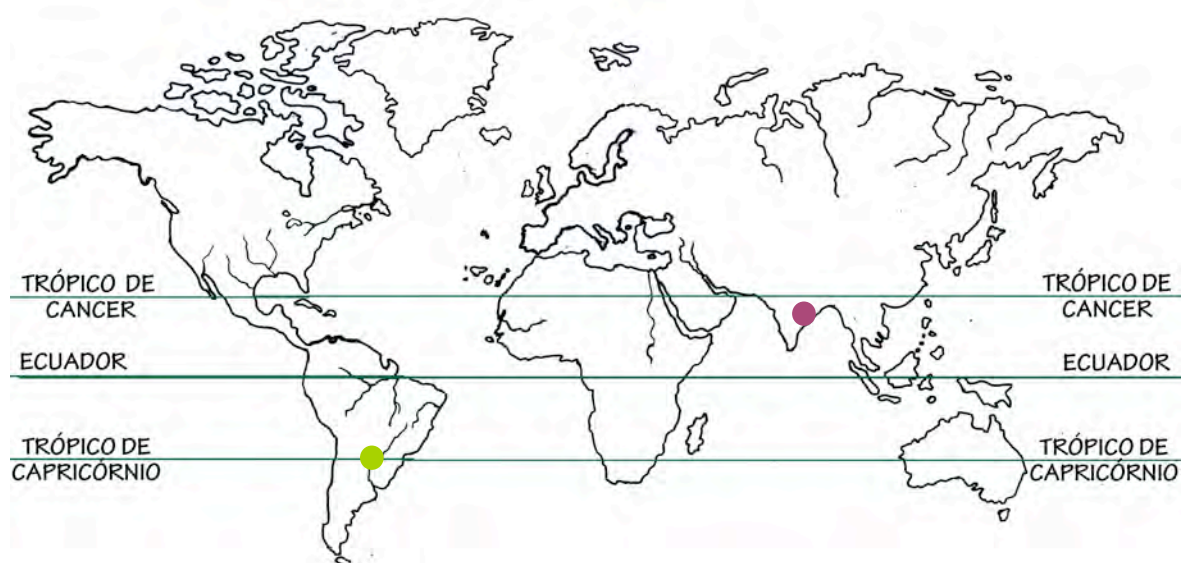 TRÓPICO DE
CANCER
TRÓPICO DE
CANCER
ECUADOR
ECUADOR
TRÓPICO DE
CAPRICÓRNIO
TRÓPICO DE
CAPRICÓRNIO